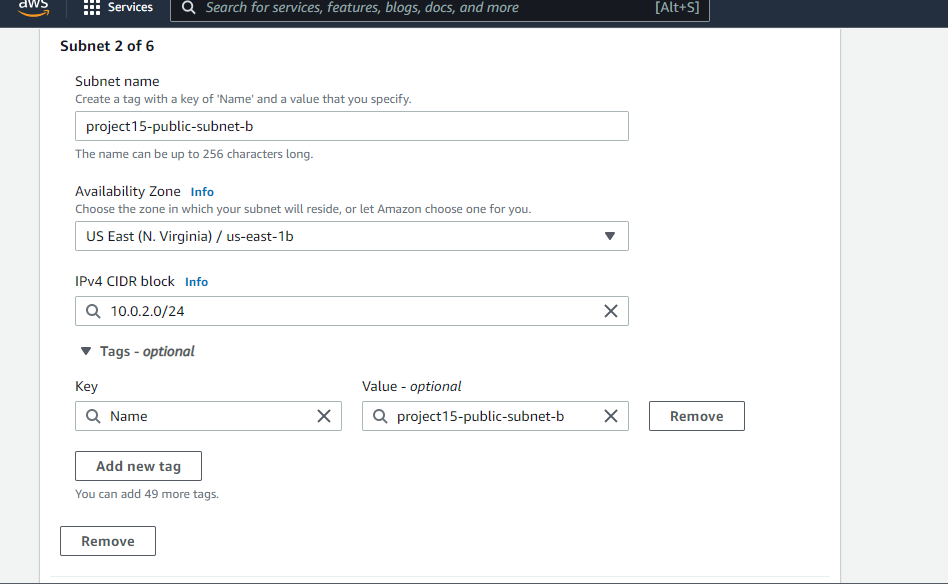 aws
Services
Search for services, features, blogs, docs, and more
[Alt+S]
Subnet 2 of 6
Subnet name
Create a tag with a key of 'Name' and a value that you specify.
project15-public-subnet-b
The name can be up to 256 characters long.
Availability Zone Info
Choose the zone in which your subnet will reside, or let Amazon choose one for you.
US East (N. Virginia) / us-east-1b
IPv4 CIDR block Info
10.0.2.0/24
Tags - optional
Key
Value - optional
Name
project15-public-subnet-b
Remove
Add new tag
You can add 49 more tags.
Remove